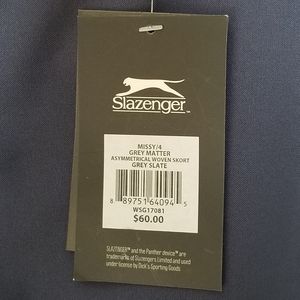 Slazenger
MISSY/4
GREY MATTER
ASYMMETRICAL WOVEN SKORT
GREY SLATE
8 89751 64094 5
WSG17081
$60.00
SLAZENGER™ and the Panther device™ are
trademarks of Slazengers Limited and used
under license by Dick's Sporting Goods